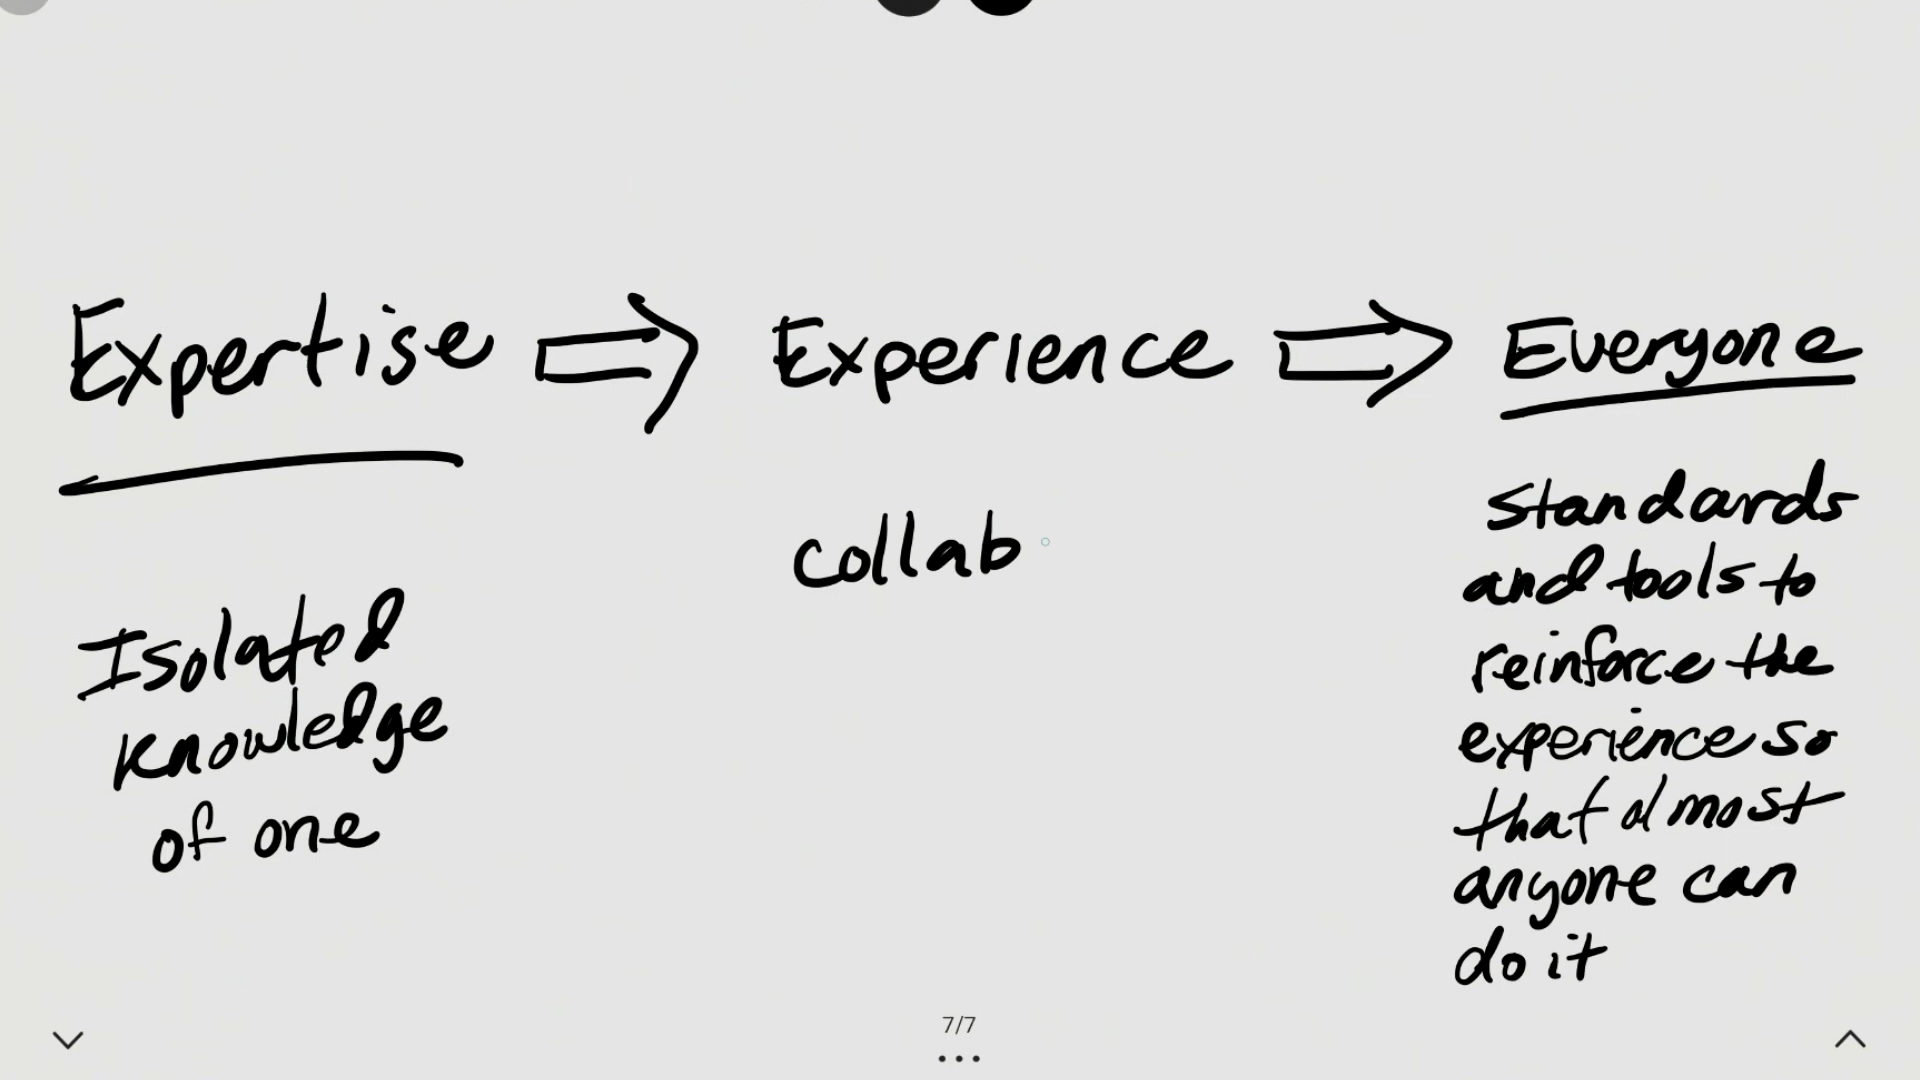 Expertise ⇒ Experience ⇒ Everyone
Isolated
knowledge
of one
collab
Standards
and tools to
reinforce the
experience so
that almost
anyone can
do it
7/7